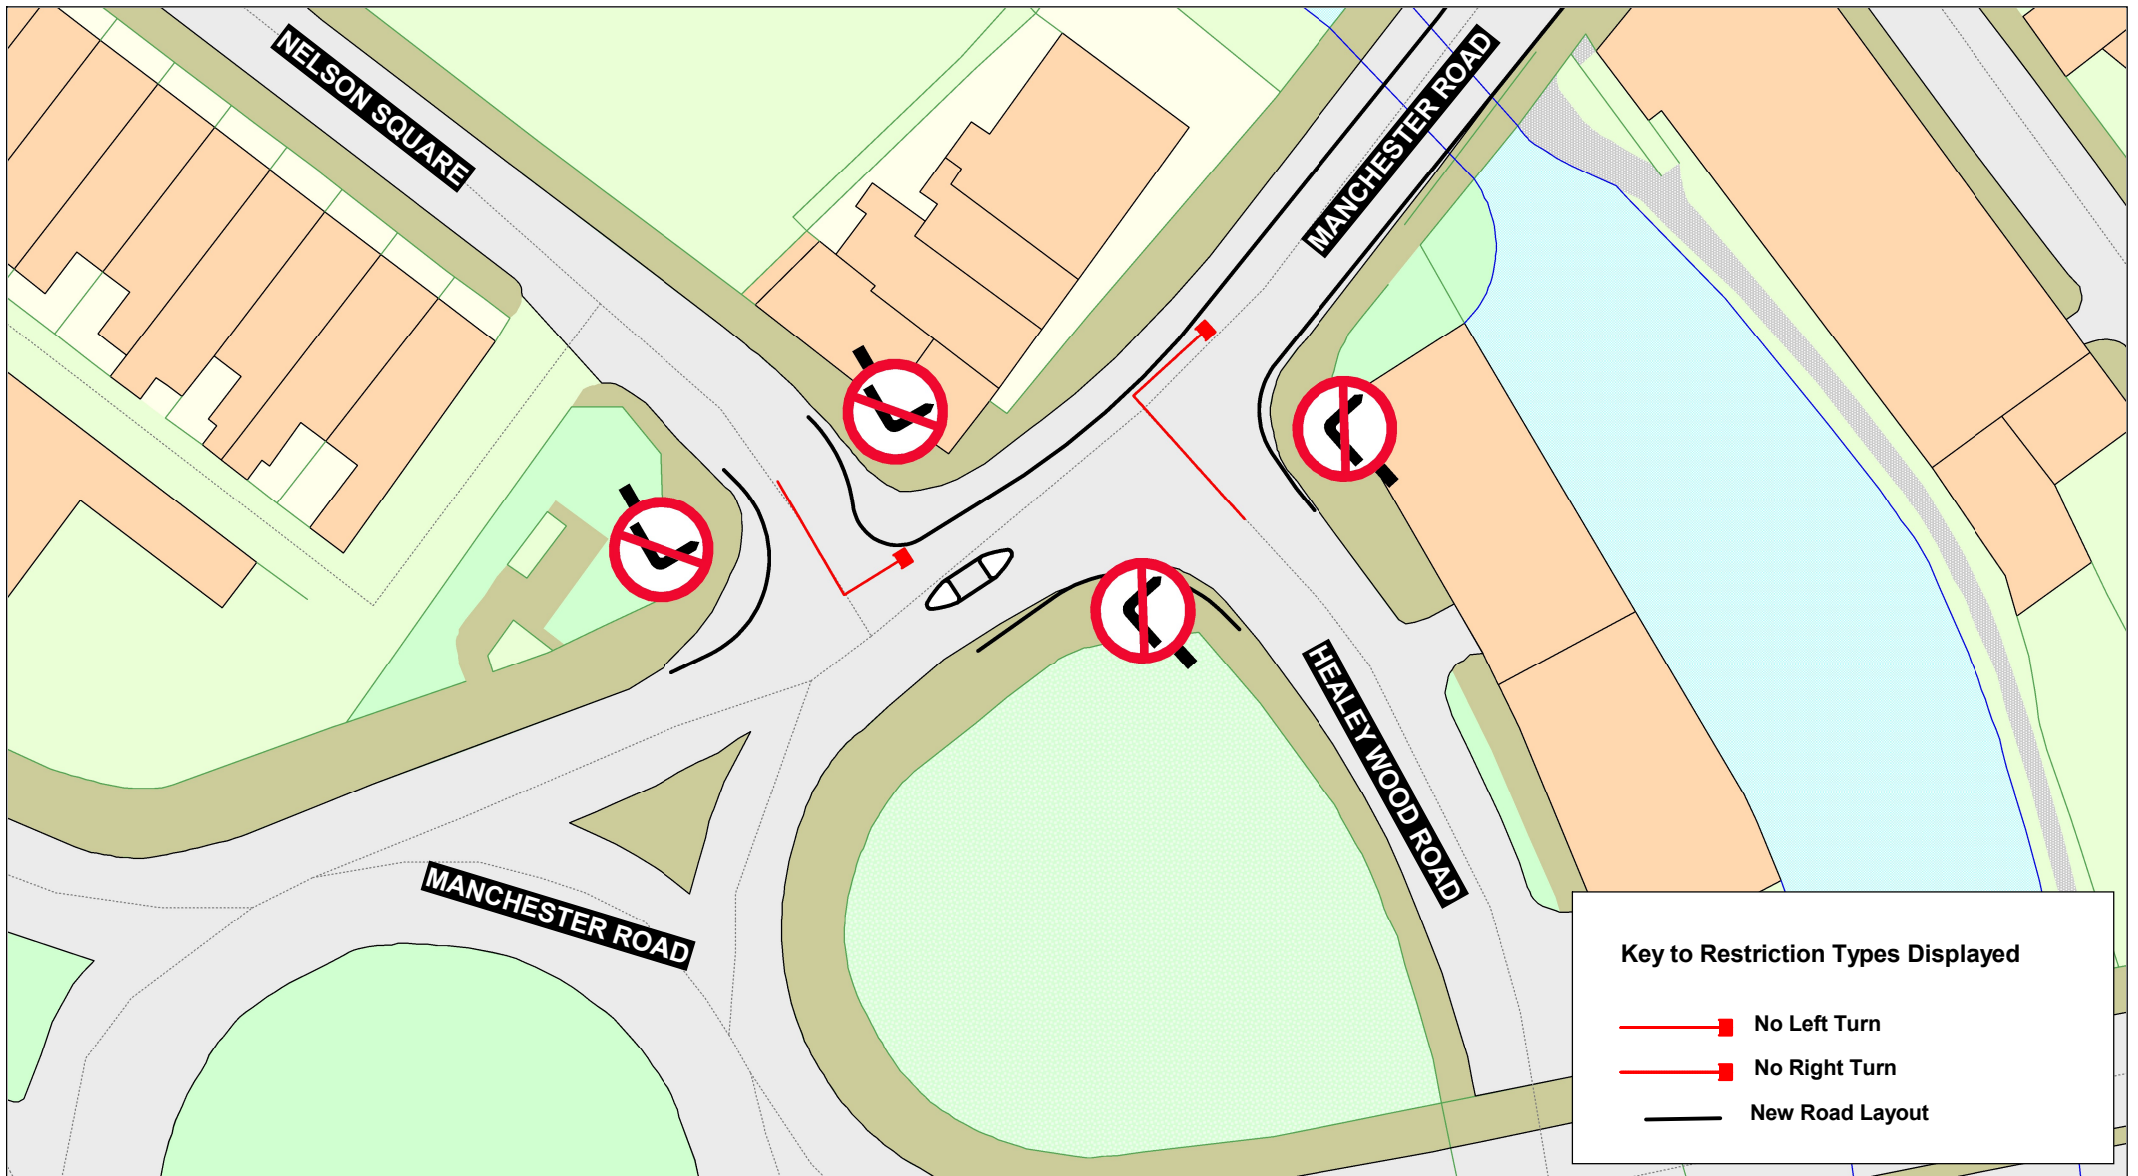 NELSON SQUARE
MANCHESTER ROAD
HEALEY WOOD ROAD
MANCHESTER ROAD
Key to Restriction Types Displayed
No Left Turn
No Right Turn
New Road Layout